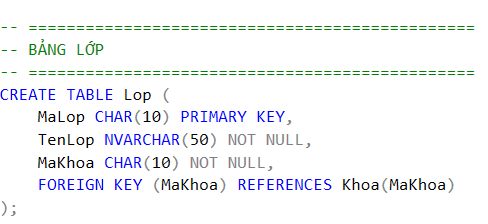 -- ===============================================
-- BẢNG LỚP
-- ===============================================
CREATE TABLE Lop (
    MaLop CHAR(10) PRIMARY KEY,
    TenLop NVARCHAR(50) NOT NULL,
    MaKhoa CHAR(10) NOT NULL,
    FOREIGN KEY (MaKhoa) REFERENCES Khoa(MaKhoa)
);